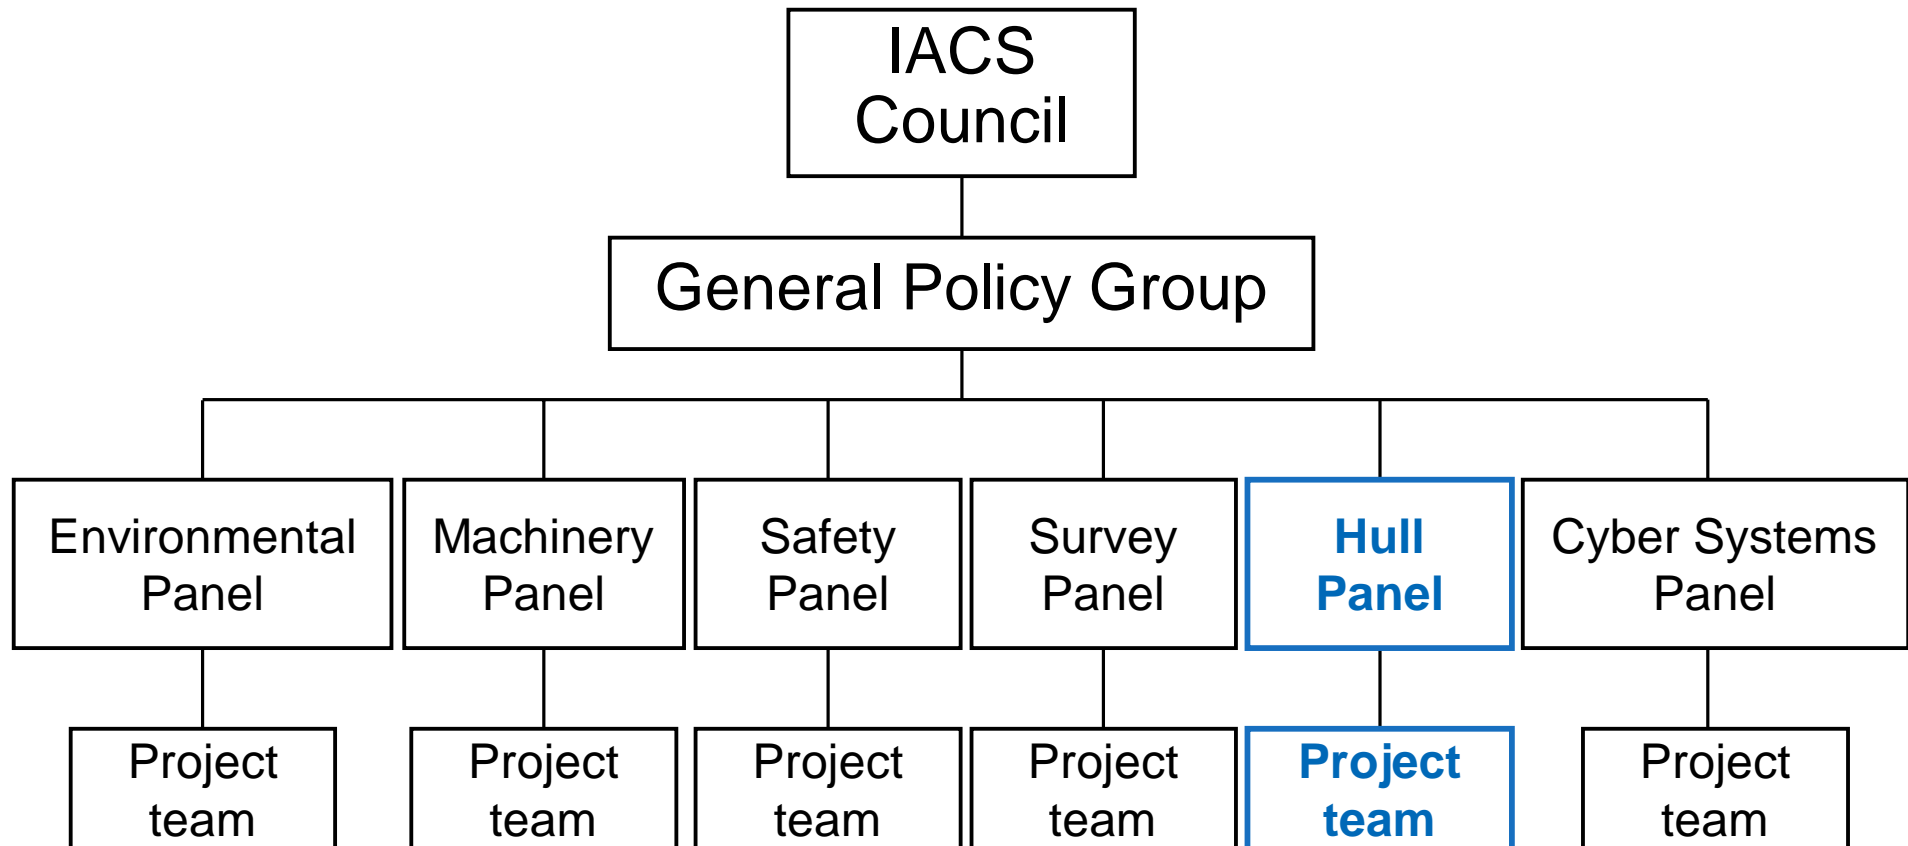 IACS
Council
General Policy Group
Environmental
Panel
Machinery
Panel
Safety
Panel
Survey
Panel
Hull
Panel
Cyber Systems
Panel
Project
team
Project
team
Project
team
Project
team
Project
team
Project
team